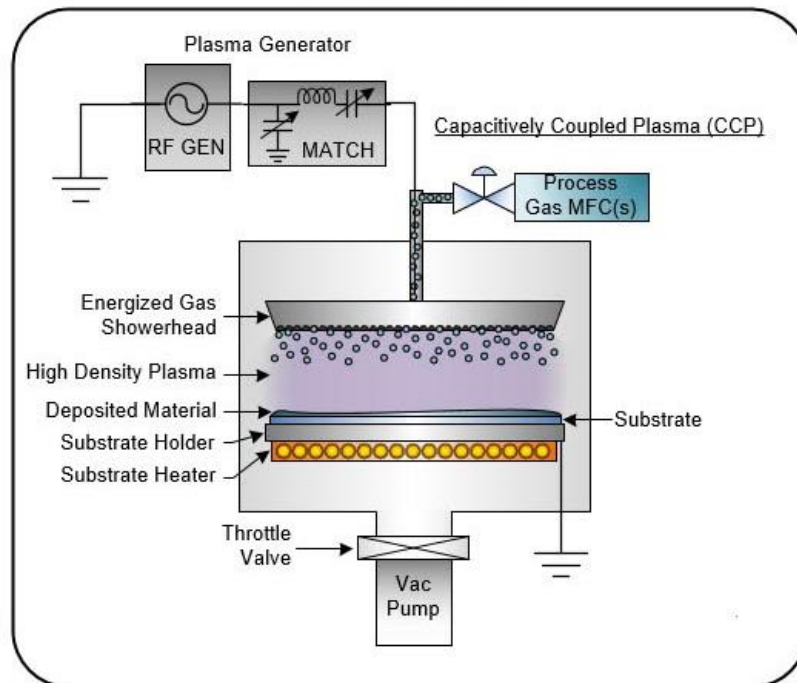 Plasma Generator
RF GEN
MATCH
Capacitively Coupled Plasma (CCP)
Process
Gas MFC(s)
Energized Gas
Showerhead
High Density Plasma
Deposited Material
Substrate
Substrate Holder
Substrate Heater
Throttle
Valve
Vac
Pump